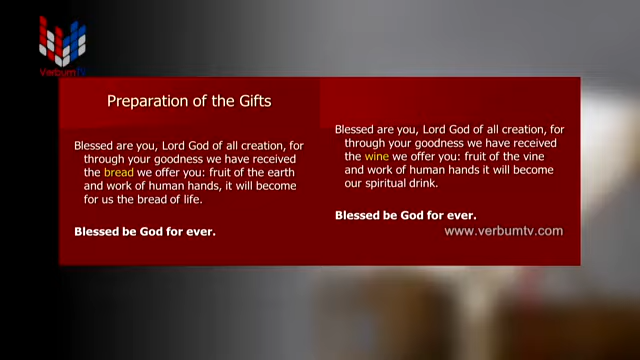 VerbumTV
Preparation of the Gifts
Blessed are you, Lord God of all creation, for
through your goodness we have received
the bread we offer you: fruit of the earth
and work of human hands, it will become
for us the bread of life.
Blessed be God for ever.
Blessed are you, Lord God of all creation, for
through your goodness we have received
the wine we offer you: fruit of the vine
and work of human hands it will become
our spiritual drink.
Blessed be God for ever.
www.verbumtv.com